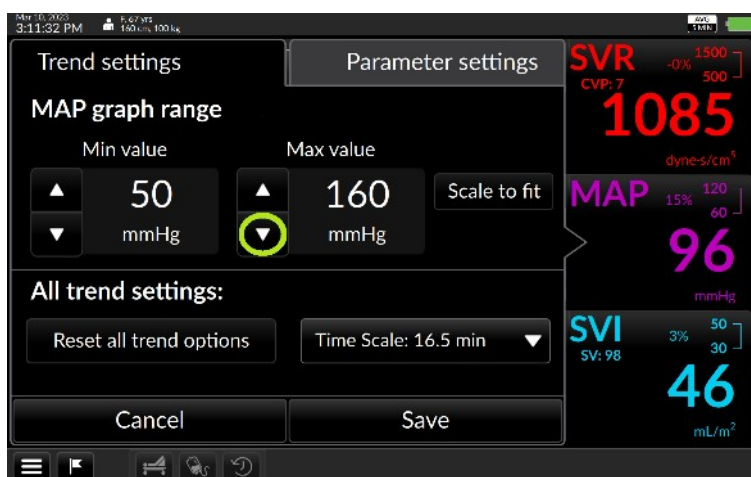 Mar 10, 2023
3:11:32 PM
F, 67 yrs
160 cm, 100 kg
AVG
5 MIN
Trend settings
Parameter settings
MAP graph range
Min value
Max value
50
mmHg
160
mmHg
Scale to fit
All trend settings:
Reset all trend options
Time Scale: 16.5 min
Cancel
Save
SVR
CVP: 7
-0%
1500
500
1085
dyne-s/cm⁵
MAP
15%
120
60
96
mmHg
SVI
SV: 98
3%
50
30
46
mL/m²